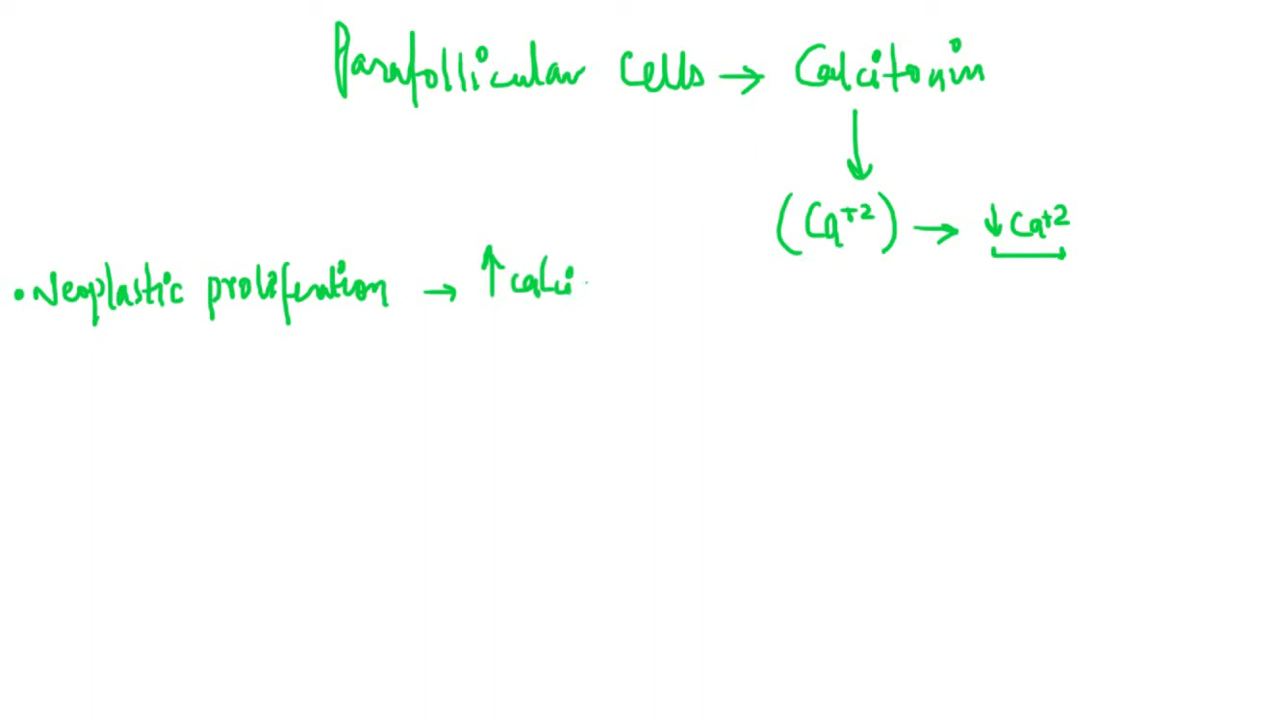 Parafollicular cells → Calcitonin
↓
(Ca+2) → ↓ Ca+2
• Neoplastic proliferation → ↑ calci